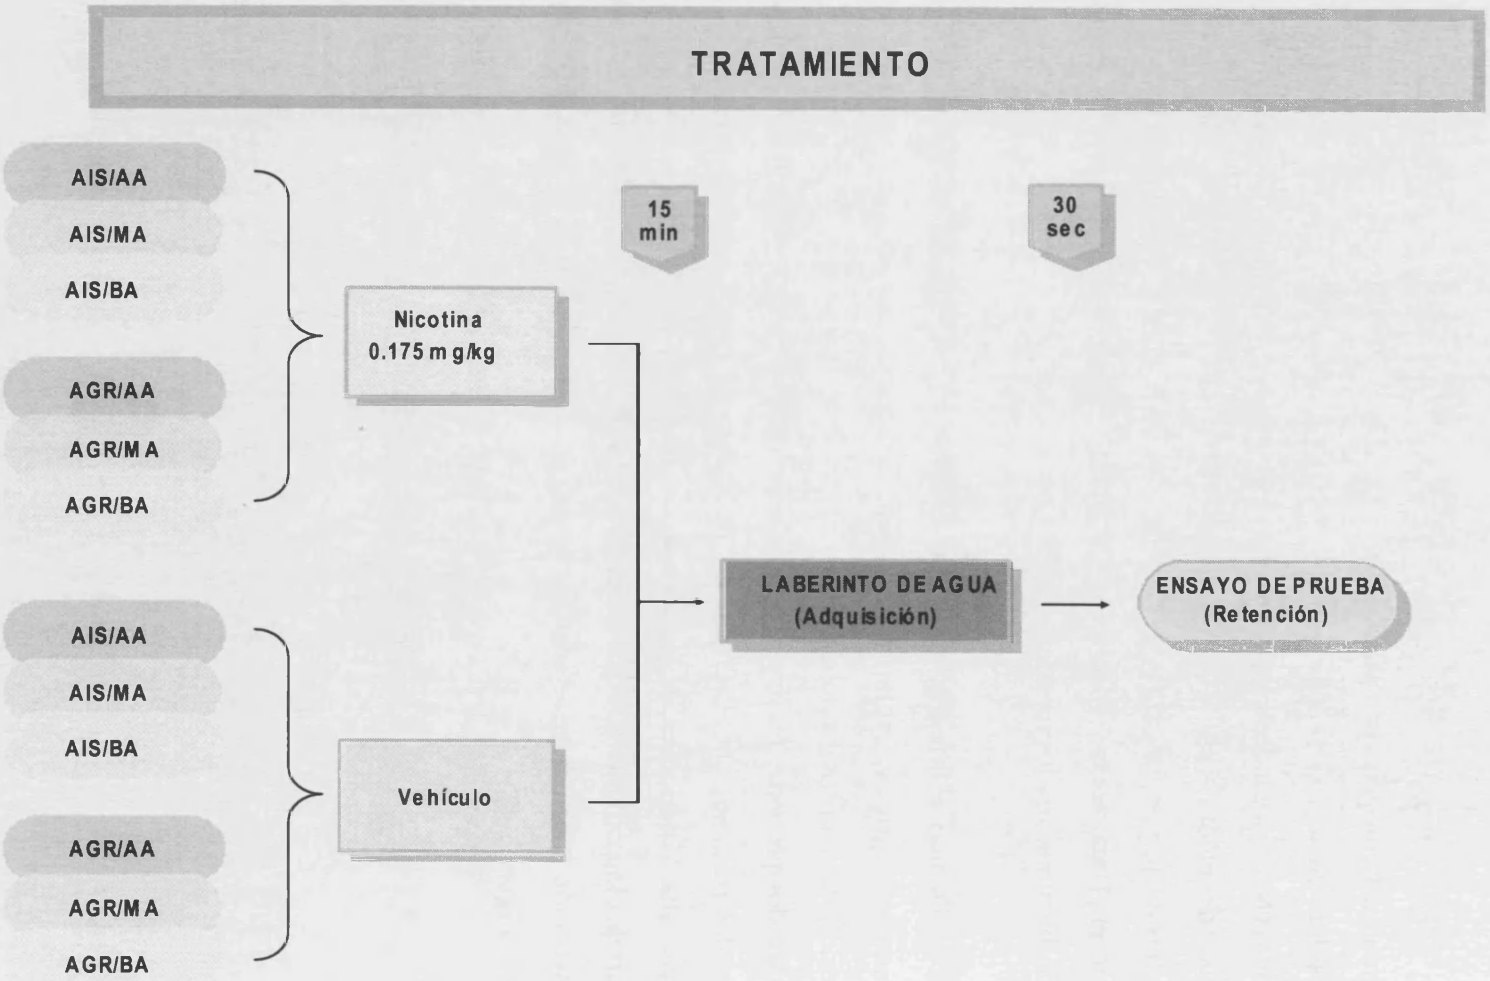 TRATAMIENTO
AIS/AA
AIS/MA
AIS/BA
AGR/AA
AGR/MA
AGR/BA
Nicotina
0.175 mg/kg
15
min
30
sec
AIS/AA
AIS/MA
AIS/BA
AGR/AA
AGR/MA
AGR/BA
Vehículo
LABERINTO DE AGUA
(Adquisición)
ENSAYO DE PRUEBA
(Retención)